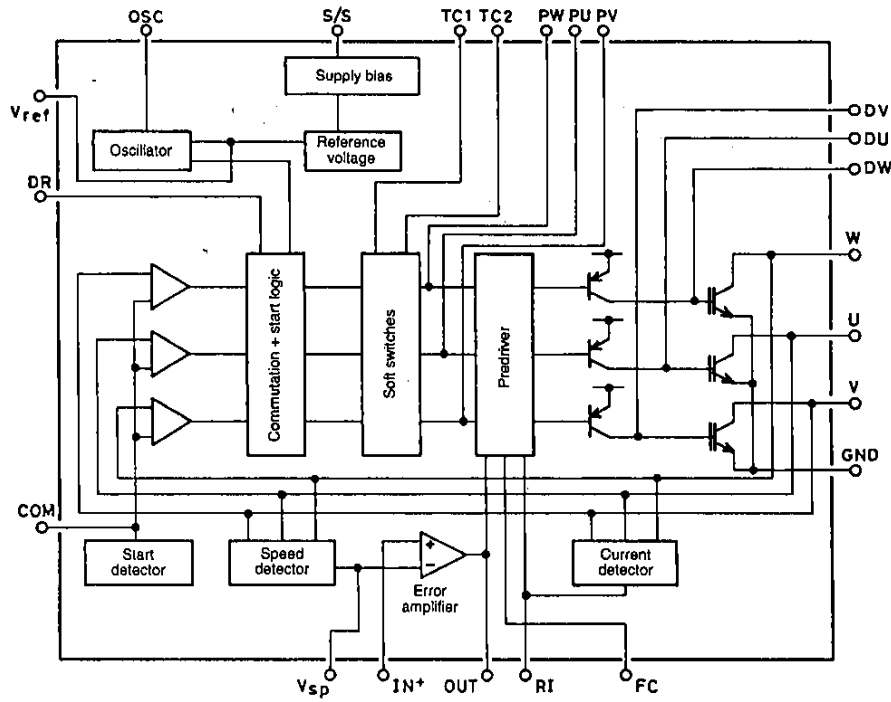 OSC
S/S
TC1 TC2
PW PU PV
Supply bias
Vref
DV
DU
DW
Oscillator
Reference
voltage
DR
W
Commutation + start logic
Soft switches
Predriver
U
V
GND
COM
Start
detector
Speed
detector
+
−
Error
amplifier
Current
detector
Vsp
IN+
OUT
RI
FC